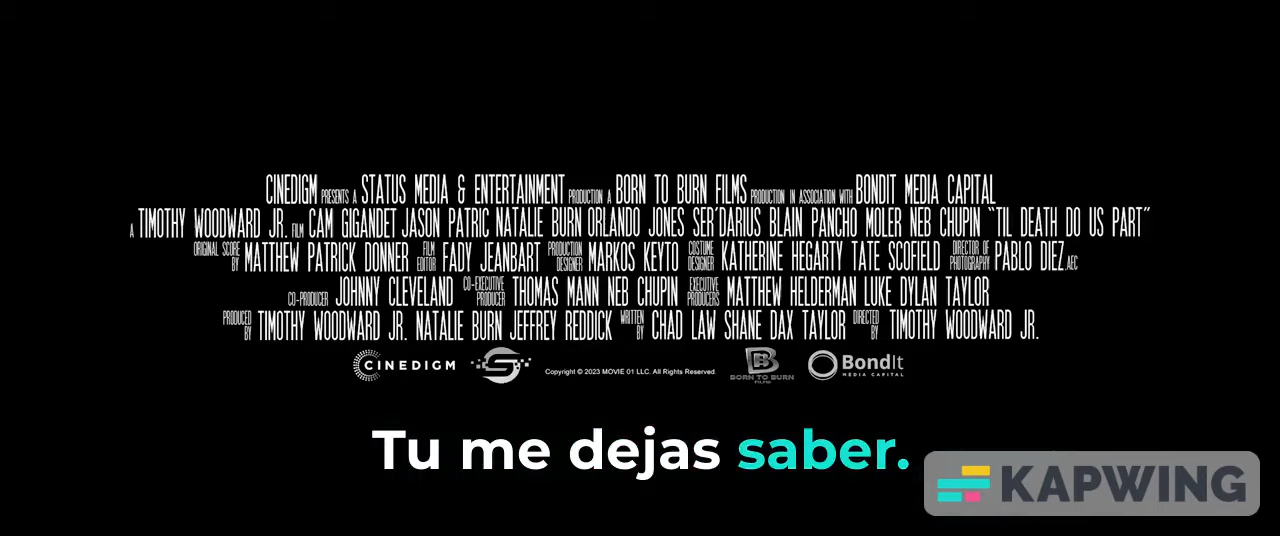 CINEDIGM PRESENTS A STATUS MEDIA & ENTERTAINMENT PRODUCTION A BORN TO BURN FILMS PRODUCTION IN ASSOCIATION WITH BONDIT MEDIA CAPITAL
A TIMOTHY WOODWARD JR. FILM CAM GIGANDET JASON PATRIC NATALIE BURN ORLANDO JONES SER'DARIUS BLAIN PANCHO MOLER NEB CHUPIN "TIL DEATH DO US PART"
ORIGINAL SCORE BY MATTHEW PATRICK DONNER FILM EDITOR FADY JEANBART PRODUCTION DESIGNER MARKOS KEYTO COSTUME DESIGNER KATHERINE HEGARTY TATE SCOFIELD DIRECTOR OF PHOTOGRAPHY PABLO DIEZ, AEC
CO-PRODUCER JOHNNY CLEVELAND CO-EXECUTIVE PRODUCER THOMAS MANN NEB CHUPIN EXECUTIVE PRODUCERS MATTHEW HELDERMAN LUKE DYLAN TAYLOR
PRODUCED BY TIMOTHY WOODWARD JR. NATALIE BURN JEFFREY REDDICK WRITTEN BY CHAD LAW SHANE DAX TAYLOR DIRECTED BY TIMOTHY WOODWARD JR.
CINEDIGM S Copyright © 2023 MOVIE 01 LLC. All Rights Reserved. B BORN TO BURN FILMS BondIt MEDIA CAPITAL
Tu me dejas saber.
KAPWING